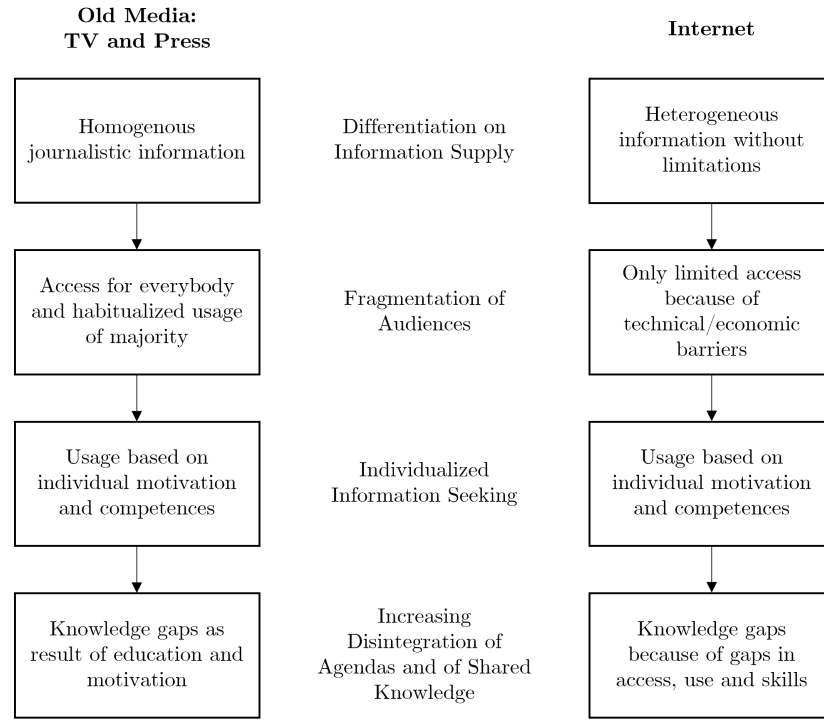 Old Media:
TV and Press
Internet
Homogenous
journalistic information
Differentiation on
Information Supply
Heterogeneous
information without
limitations
Access for everybody
and habitualized usage
of majority
Fragmentation of
Audiences
Only limited access
because of
technical/economic
barriers
Usage based on
individual motivation
and competences
Individualized
Information Seeking
Usage based on
individual motivation
and competences
Knowledge gaps as
result of education and
motivation
Increasing
Disintegration of
Agendas and of Shared
Knowledge
Knowledge gaps
because of gaps in
access, use and skills